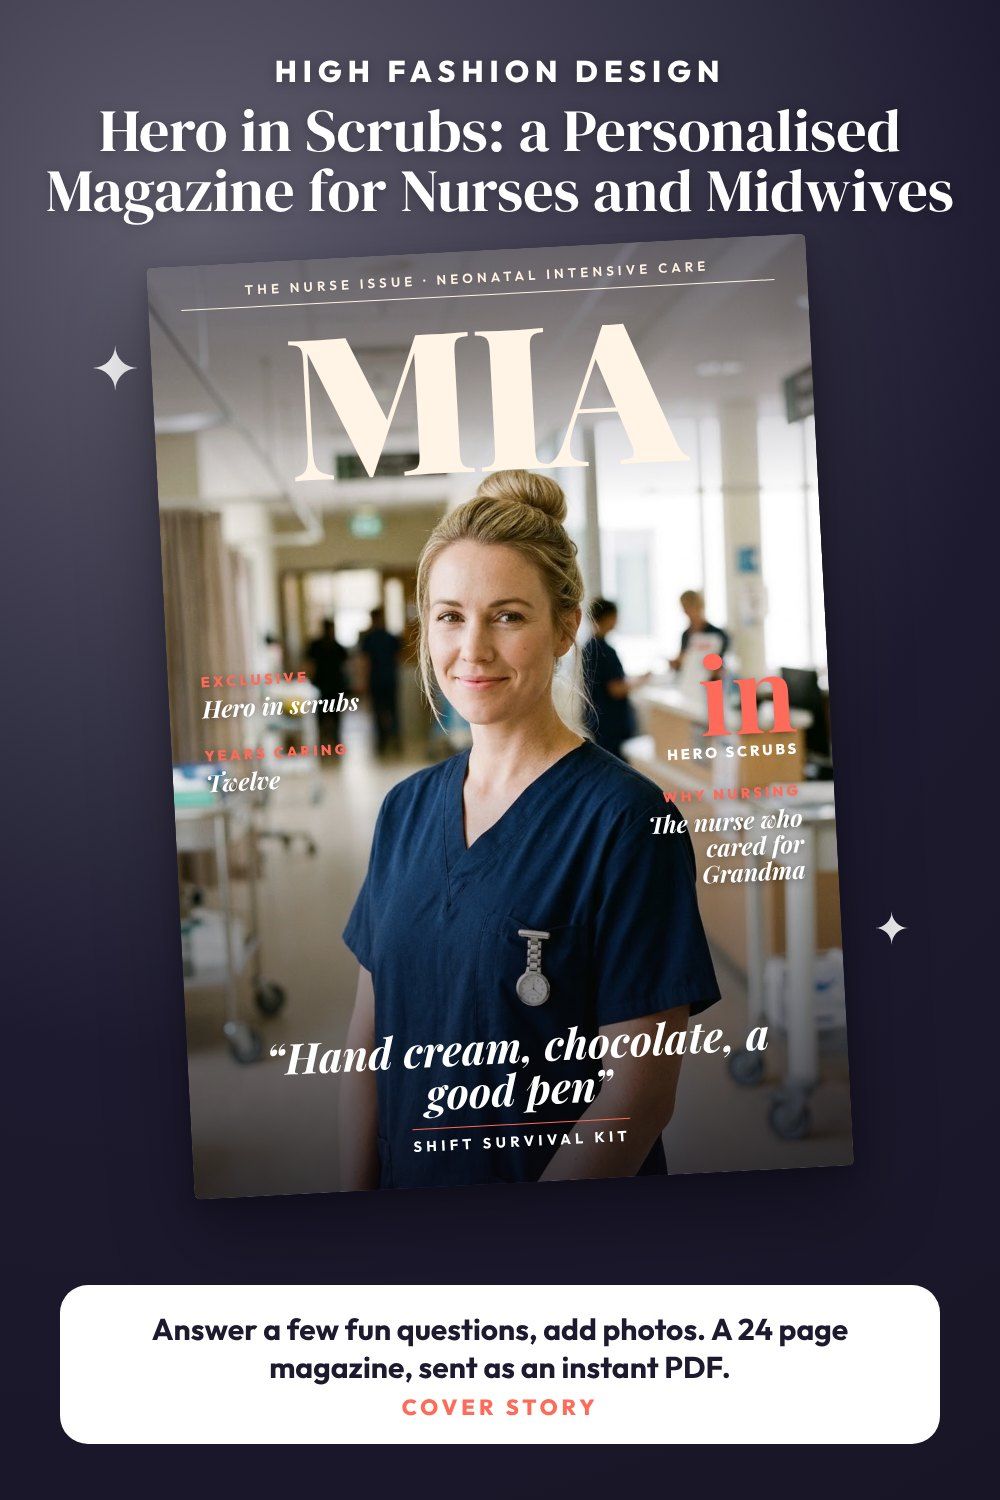 HIGH FASHION DESIGN
Hero in Scrubs: a Personalised
Magazine for Nurses and Midwives
THE NURSE ISSUE · NEONATAL INTENSIVE CARE
MIA
EXCLUSIVE
Hero in scrubs
YEARS CARING
Twelve
in
HERO SCRUBS
WHY NURSING
The nurse who
cared for
Grandma
“Hand cream, chocolate, a
good pen”
SHIFT SURVIVAL KIT
Answer a few fun questions, add photos. A 24 page
magazine, sent as an instant PDF.
COVER STORY